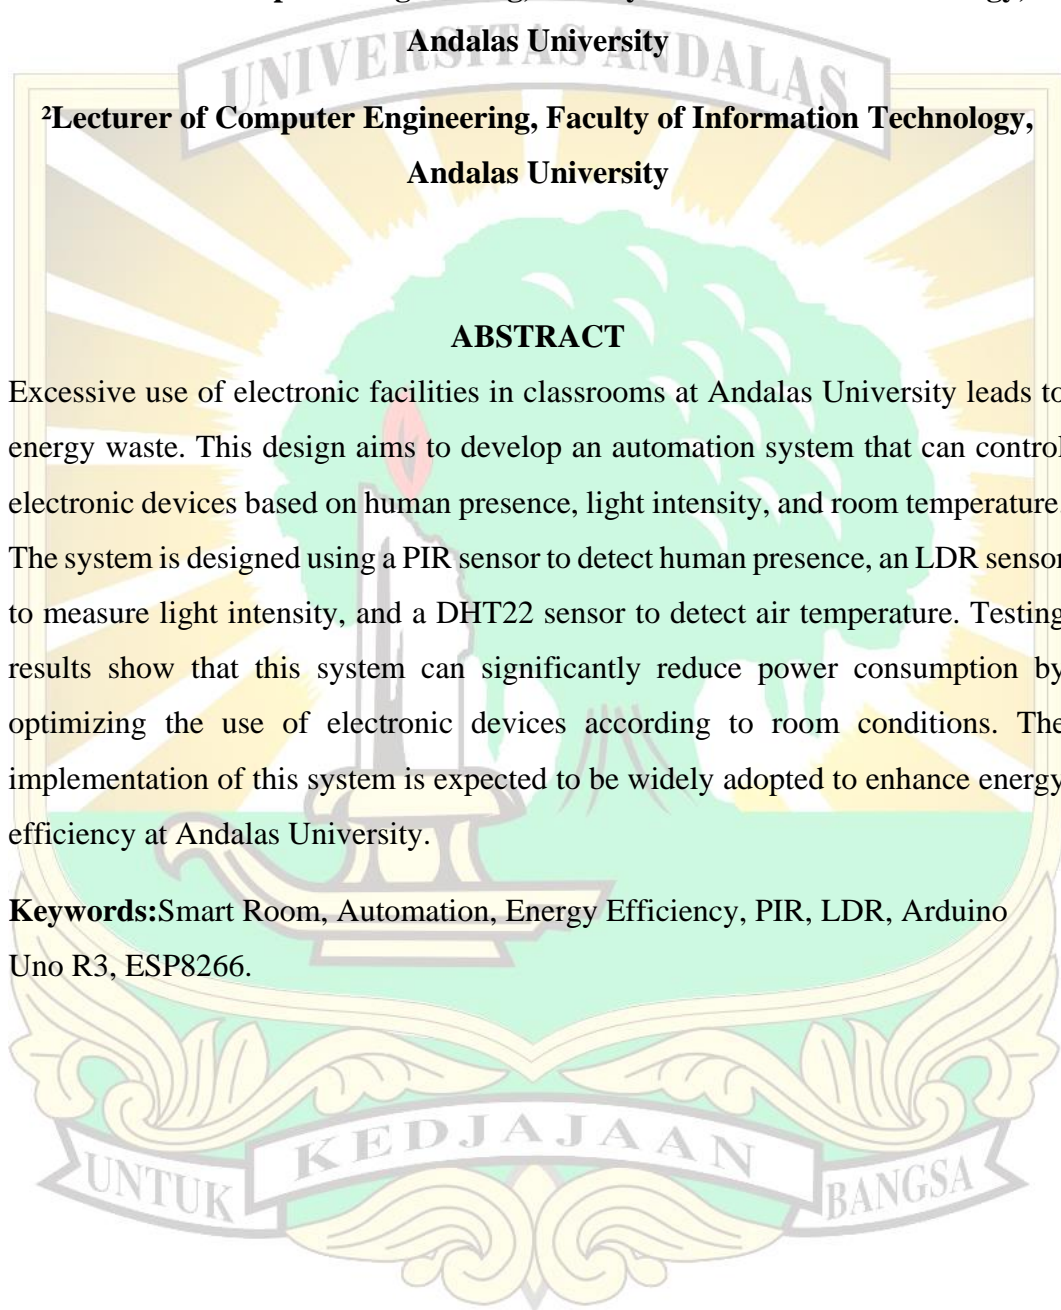 Andalas University
UNIVERSITAS ANDALAS
²Lecturer of Computer Engineering, Faculty of Information Technology,
Andalas University
ABSTRACT
Excessive use of electronic facilities in classrooms at Andalas University leads to
energy waste. This design aims to develop an automation system that can control
electronic devices based on human presence, light intensity, and room temperature.
The system is designed using a PIR sensor to detect human presence, an LDR sensor
to measure light intensity, and a DHT22 sensor to detect air temperature. Testing
results show that this system can significantly reduce power consumption by
optimizing the use of electronic devices according to room conditions. The
implementation of this system is expected to be widely adopted to enhance energy
efficiency at Andalas University.
Keywords:Smart Room, Automation, Energy Efficiency, PIR, LDR, Arduino
Uno R3, ESP8266.
UNTUK KEDJAJAAN BANGSA